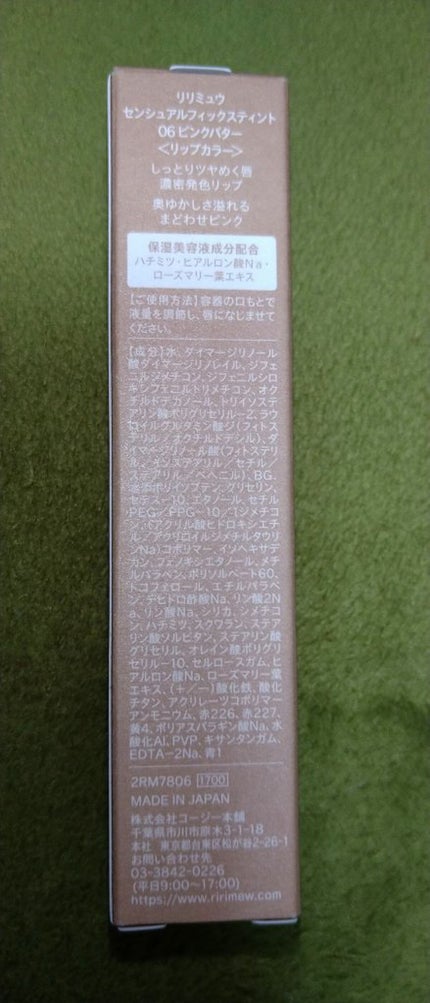 リリミュウ
センシュアルフィックスティント
06 ピンクバター
<リップカラー>
しっとりツヤめく唇
濃密発色リップ
奥ゆかしさ溢れる
まどわせピンク
保湿美容液成分配合
ハチミツ・ヒアルロン酸Na・
ローズマリー葉エキス
【ご使用方法】容器の口もとで
液量を調節し、唇になじませて
ください。
【成分】水、ダイマージリノール
酸ダイマージリノレイル、ジフェ
ニルジメチコン、ジフェニルシロ
キシフェニルトリメチコン、オク
チルドデカノール、トリイソステ
アリン酸ポリグリセリル-2、ラウ
ロイルグルタミン酸ジ(フィトス
テリル/オクチルドデシル)、ダ
イマージリノール酸(フィトステリ
ル/イソステアリル/セチル/
ステアリル/ベヘニル)、BG、
水添ポリイソブテン、グリセリン、
セテス-10、エタノール、セチル
PEG/PPG-10/1ジメチコ
ン、(アクリル酸ヒドロキシエチ
ル/アクリロイルジメチルタウリ
ンNa)コポリマー、イソヘキサデ
カン、フェノキシエタノール、メチ
ルパラベン、ポリソルベート60、
トコフェロール、エチルパラベ
ン、デヒドロ酢酸Na、リン酸2N
a、リン酸Na、シリカ、シメチコ
ン、ハチミツ、スクワラン、ステア
リン酸ソルビタン、ステアリン酸
グリセリル、オレイン酸ポリグリ
セリル-10、セルロースガム、ヒ
アルロン酸Na、ローズマリー葉
エキス、(+/-)酸化鉄、酸化
チタン、アクリレーツコポリマー
アンモニウム、赤226、赤227、
黄4、ポリアスパラギン酸Na、水
酸化Al、PVP、キサンタンガム、
EDTA-2Na、青1
2RM7806 1700
MADE IN JAPAN
株式会社コージー本舗
千葉県市川市原木3-1-18
本社 東京都台東区松が谷2-26-1
お問い合わせ先
03-3842-0226
(平日9:00〜17:00)
https://www.ririmew.com